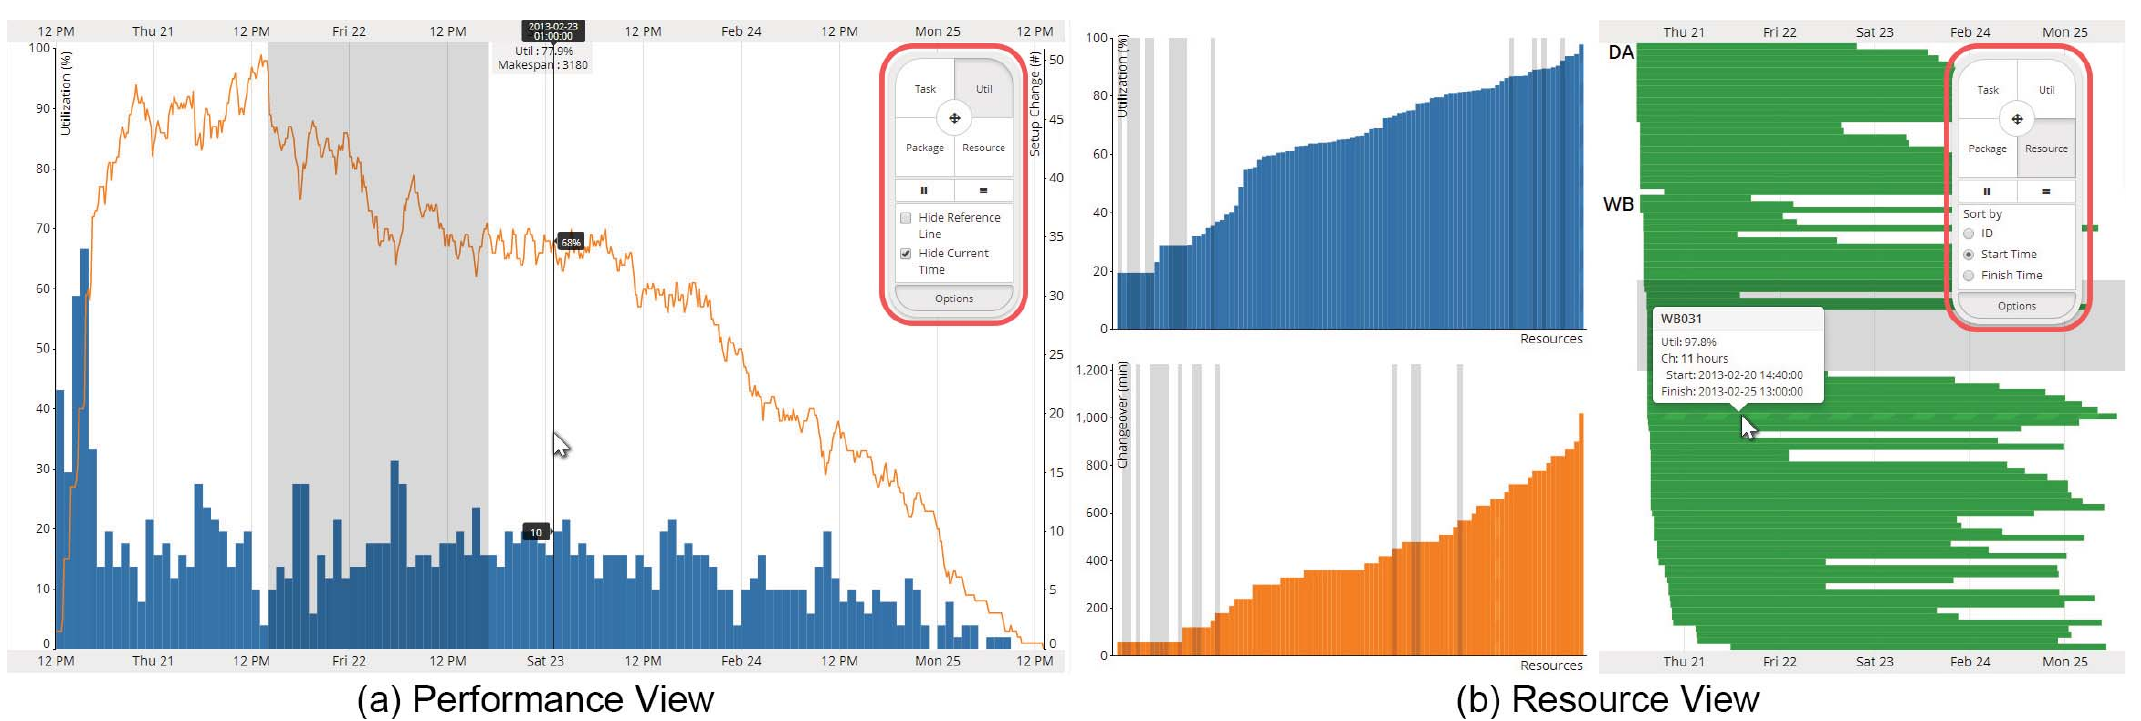 12 PM Thu 21 12 PM Fri 22 12 PM 2013-02-23 12 PM Feb 24 12 PM Mon 25 12 PM
01:00:00
Util : 77.9%
Makespan : 3180
Utilization (%)
100
90
80
70
60
50
40
30
20
10
0
68%
10
Setup Change (#)
50
45
40
35
30
25
20
15
10
5
0
Task Util
Package Resource
Hide Reference
Line
Hide Current
Time
Options
12 PM Thu 21 12 PM Fri 22 12 PM Sat 23 12 PM Feb 24 12 PM Mon 25 12 PM
(a) Performance View
Utilization (%)
100
80
60
40
20
0
Resources
Changeover (min)
1,200
1,000
800
600
400
200
0
Resources
Thu 21 Fri 22 Sat 23 Feb 24 Mon 25
DA
WB
Task Util
Package Resource
Sort by
ID
Start Time
Finish Time
Options
WB031
Util: 97.8%
Ch: 11 hours
Start: 2013-02-20 14:40:00
Finish: 2013-02-25 13:00:00
Thu 21 Fri 22 Sat 23 Feb 24 Mon 25
(b) Resource View